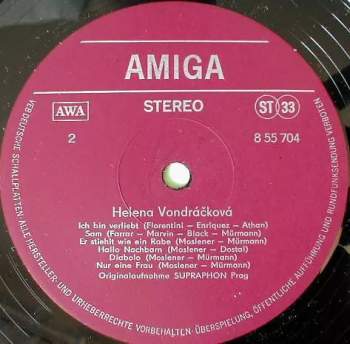 AMIGA
AWA
STEREO
ST 33
2
8 55 704
Helena Vondráčková
Ich bin verliebt (Florentini – Enriquez – Athan)
Sam (Farrar – Marvin – Black – Mürmann)
Er stiehlt wie ein Rabe (Moslener – Mürmann)
Hallo Nachbarn (Moslener – Dostal)
Diabolo (Moslener – Mürmann)
Nur eine Frau (Moslener – Mürmann)
Originalaufnahme SUPRAPHON Prag
VEB DEUTSCHE SCHALLPLATTEN · ALLE HERSTELLER- UND URHEBERRECHTE VORBEHALTEN · ÜBERSPIELUNG, ÖFFENTLICHE AUFFÜHRUNG UND RUNDFUNKSENDUNG VERBOTEN